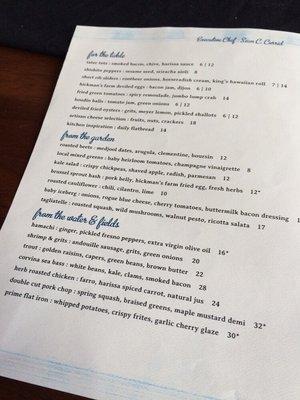 Executive Chef - Sean C. Currid
for the table
tater tots : smoked bacon, chive, harissa sauce 6 | 12
shishito peppers : sesame seed, sriracha aioli 8
short rib sliders : confit onions, horseradish cream, king's hawaiian roll 7 | 14
hickman's farm deviled eggs : bacon jam, dijon 6 | 10
fried green tomatoes : spicy remoulade, jumbo lump crab 14
boudin balls : tomato jam, green onions 6 | 12
deviled fried oysters : grits, meyer lemon, pickled shallots 6 | 12
artisan cheese selection : fruits, nuts, crackers 18
kitchen inspiration : daily flatbread 14
from the garden
roasted beets : medjool dates, arugula, clementine, boursin 12
local mixed greens : baby heirloom tomatoes, champagne vinaigrette 8
kale salad : crispy chickpeas, shaved apple, radish, parmesan 12
brussel sprout hash : pork belly, hickman's farm fried egg, fresh herbs 12*
roasted cauliflower : chili, cilantro, lime 10
baby iceberg : onions, rogue blue cheese, cherry tomatoes, buttermilk bacon dressing
tagliatelle : roasted squash, wild mushrooms, walnut pesto, ricotta salata 17
from the water & fields
hamachi : ginger, pickled fresno peppers, extra virgin olive oil 16*
shrimp & grits : andouille sausage, grits, green onions 20
trout : golden raisins, capers, green beans, brown butter 22
corvina sea bass : white beans, kale, clams, smoked bacon 28
herb roasted chicken : farro, harissa spiced carrot, natural jus 24
double cut pork chop : spring squash, braised greens, maple mustard demi 32*
prime flat iron : whipped potatoes, crispy frites, garlic cherry glaze 30*